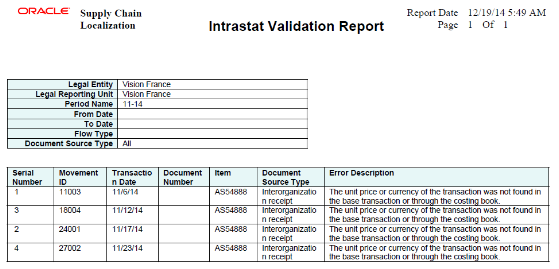 ORACLE Supply Chain Localization
Intrastat Validation Report
Report Date 12/19/14 5:49 AM
Page 1 Of 1
Legal Entity Vision France
Legal Reporting Unit Vision France
Period Name 11-14
From Date
To Date
Flow Type
Document Source Type All
Serial Number Movement ID Transactio n Date Document Number Item Document Source Type Error Description
1 11003 11/6/14 AS54888 Interorganizatio n receipt The unit price or currency of the transaction was not found in the base transaction or through the costing book.
3 18004 11/12/14 AS54888 Interorganizatio n receipt The unit price or currency of the transaction was not found in the base transaction or through the costing book.
2 24001 11/17/14 AS54888 Interorganizatio n receipt The unit price or currency of the transaction was not found in the base transaction or through the costing book.
4 27002 11/23/14 AS54888 Interorganizatio n receipt The unit price or currency of the transaction was not found in the base transaction or through the costing book.